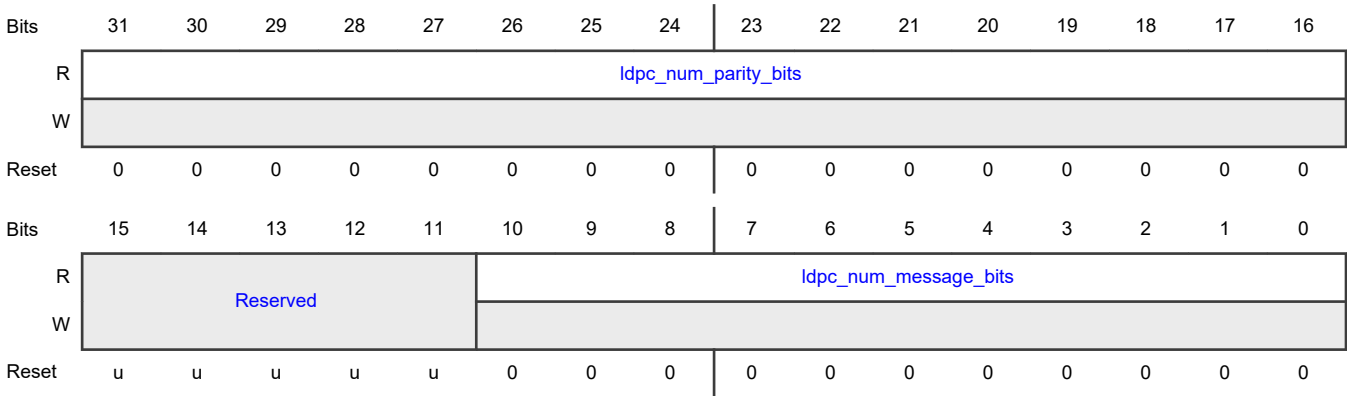 Bits 31 30 29 28 27 26 25 24 23 22 21 20 19 18 17 16
R ldpc_num_parity_bits
W
Reset 0 0 0 0 0 0 0 0 0 0 0 0 0 0 0 0
Bits 15 14 13 12 11 10 9 8 7 6 5 4 3 2 1 0
R Reserved ldpc_num_message_bits
W
Reset u u u u u 0 0 0 0 0 0 0 0 0 0 0